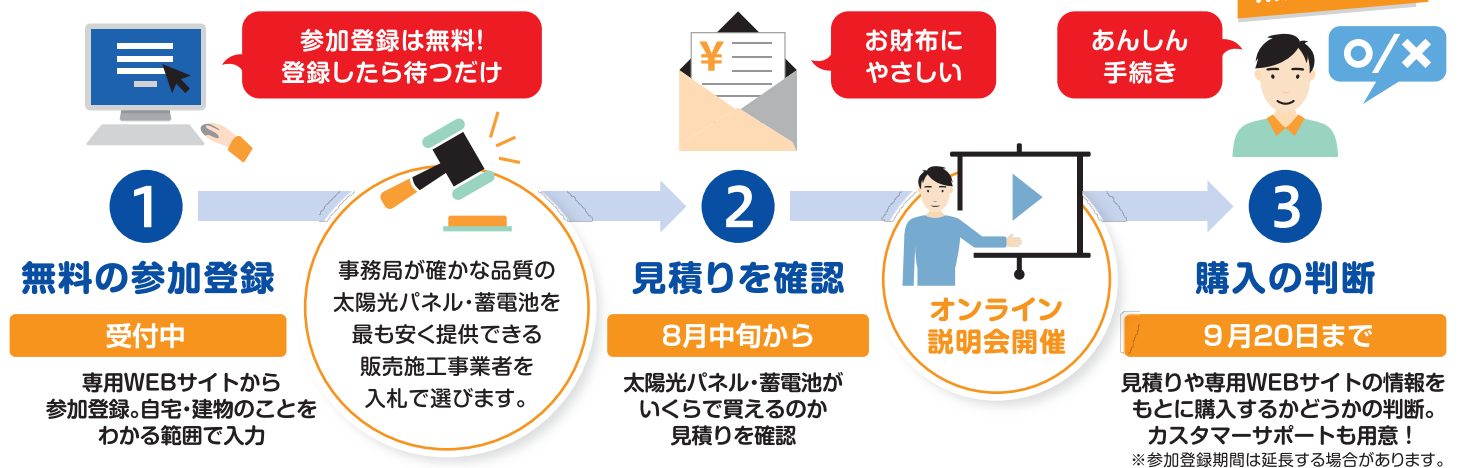 参加登録は無料!
登録したら待つだけ
¥
お財布に
やさしい
あんしん
手続き
○/×
1
無料の参加登録
受付中
専用WEBサイトから
参加登録。自宅・建物のことを
わかる範囲で入力
事務局が確かな品質の
太陽光パネル・蓄電池を
最も安く提供できる
販売施工事業者を
入札で選びます。
2
見積りを確認
8月中旬から
太陽光パネル・蓄電池が
いくらで買えるのか
見積りを確認
オンライン
説明会開催
3
購入の判断
9月20日まで
見積りや専用WEBサイトの情報を
もとに購入するかどうかの判断。
カスタマーサポートも用意！
※参加登録期間は延長する場合があります。